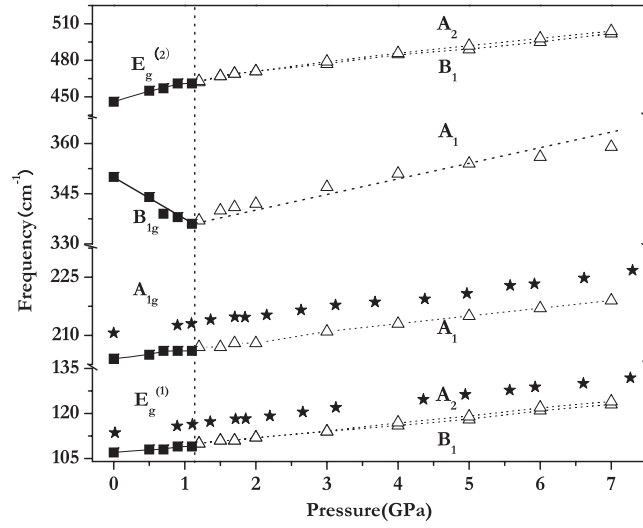 510
480
450
360
345
330
225
210
135
120
105
Frequency(cm-1)
Eg(2)
A2
B1
A1
B1g
A1g
A1
Eg(1)
A2
B1
0 1 2 3 4 5 6 7
Pressure(GPa)